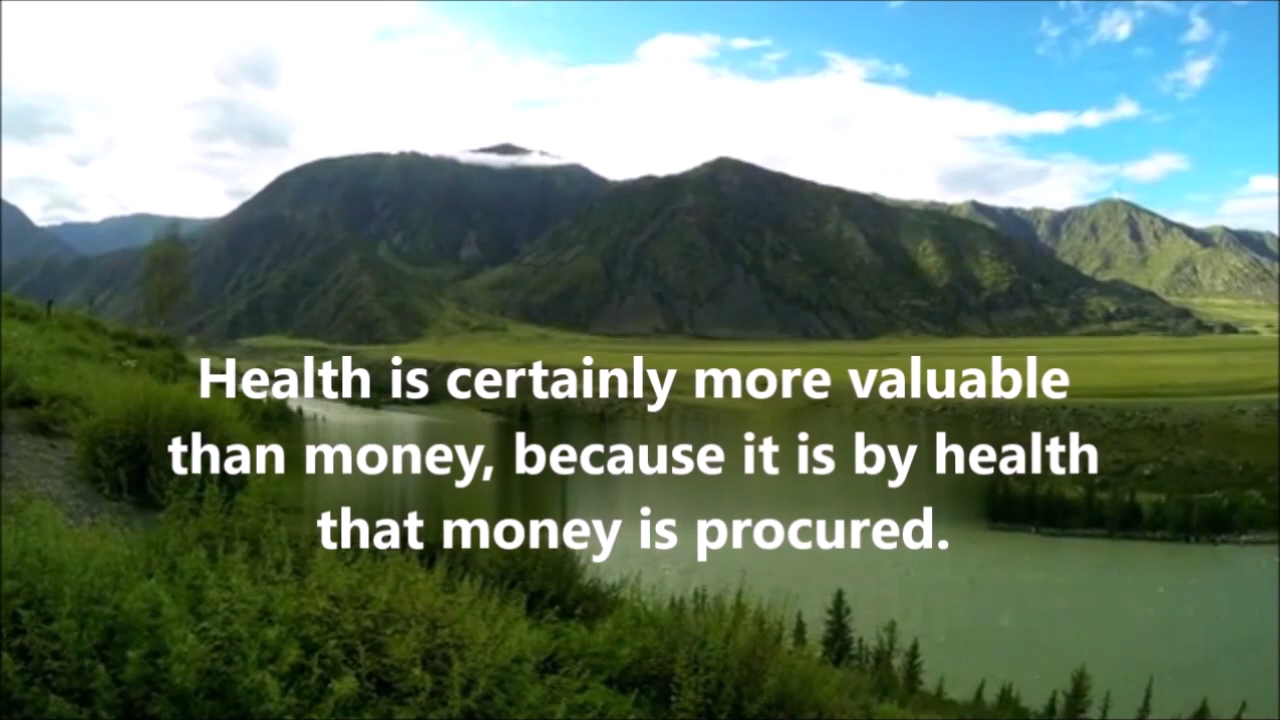 Health is certainly more valuable
than money, because it is by health
that money is procured.